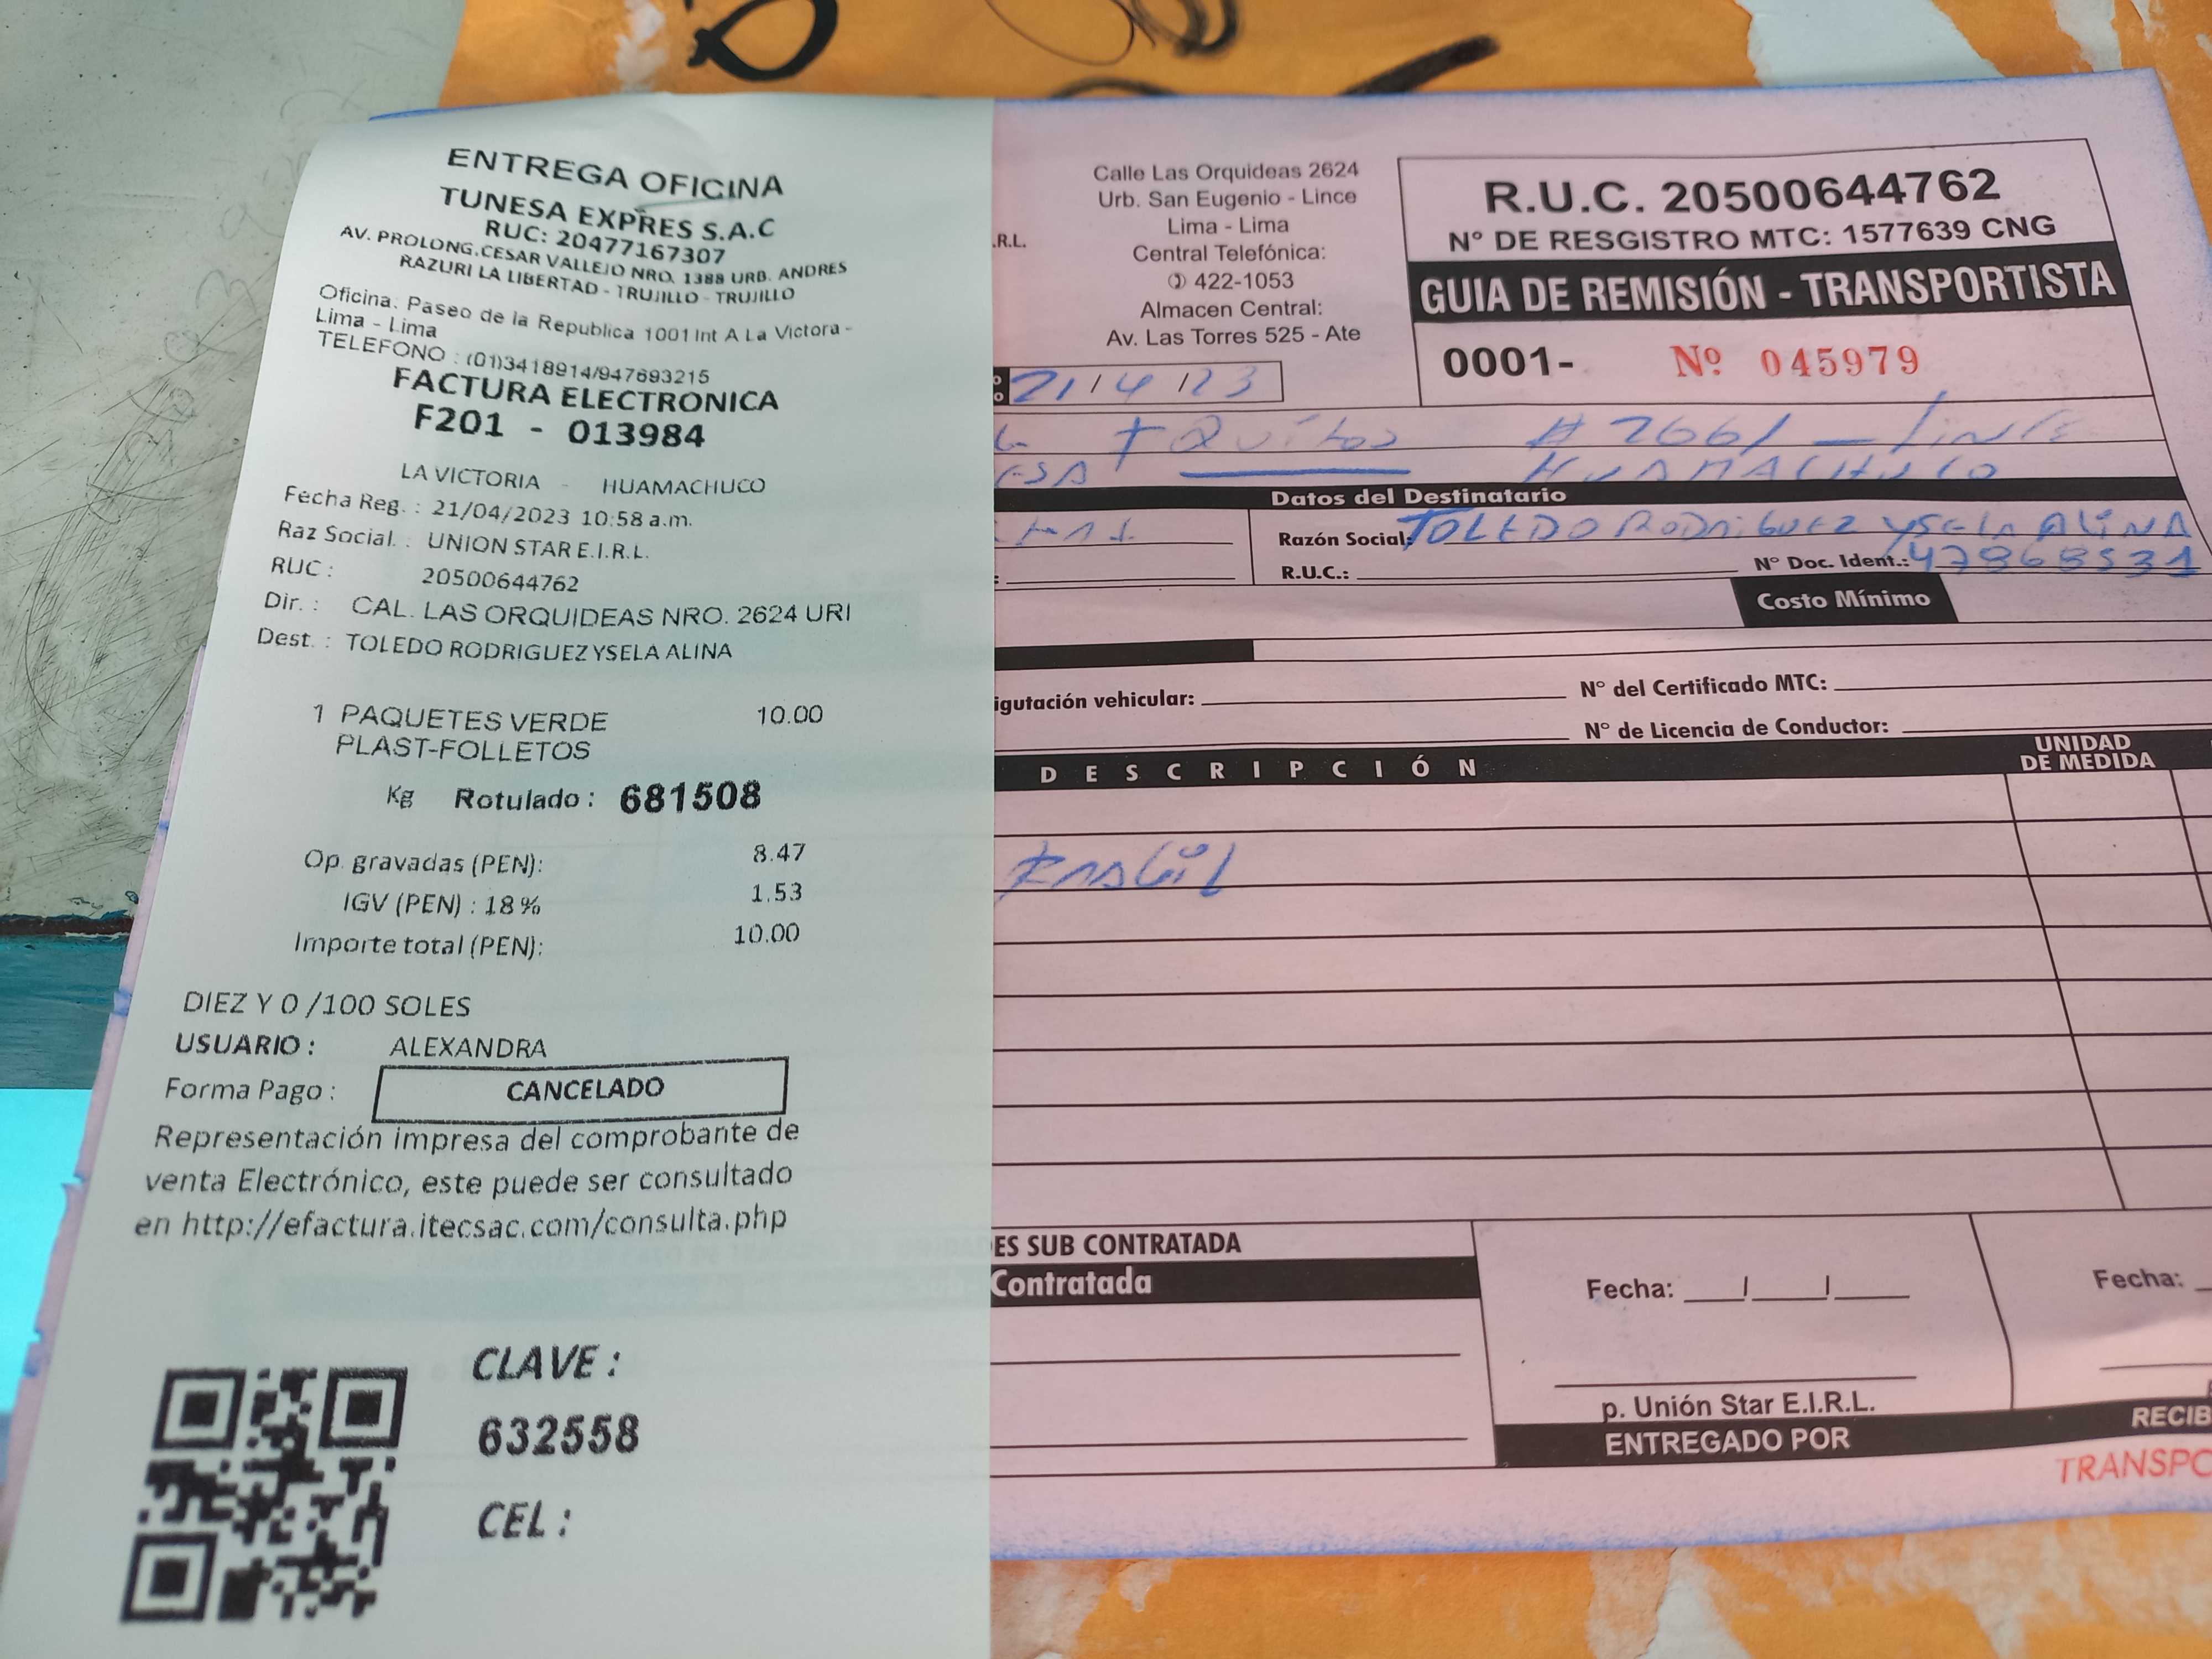 ENTREGA OFICINA
TUNESA EXPRES S.A.C
RUC: 20477167307
AV. PROLONG.CESAR VALLEJO NRO. 1388 URB. ANDRES
RAZURI LA LIBERTAD - TRUJILLO - TRUJILLO
Oficina: Paseo de la Republica 1001 Int A La Victora -
Lima - Lima
TELEFONO : (01)3418914/947693215
FACTURA ELECTRONICA
F201 - 013984
LA VICTORIA - HUAMACHUCO
Fecha Reg. : 21/04/2023 10:58 a.m.
Raz Social. : UNION STAR E.I.R.L.
RUC : 20500644762
Dir. : CAL. LAS ORQUIDEAS NRO. 2624 URI
Dest. : TOLEDO RODRIGUEZ YSELA ALINA
1 PAQUETES VERDE 10.00
PLAST-FOLLETOS
Kg Rotulado : 681508
Op. gravadas (PEN): 8.47
IGV (PEN) : 18 % 1.53
Importe total (PEN): 10.00
DIEZ Y 0 /100 SOLES
USUARIO : ALEXANDRA
Forma Pago : CANCELADO
Representación impresa del comprobante de
venta Electrónico, este puede ser consultado
en http://efactura.itecsac.com/consulta.php
CLAVE :
632558
CEL :
.R.L.
Calle Las Orquideas 2624
Urb. San Eugenio - Lince
Lima - Lima
Central Telefónica:
422-1053
Almacen Central:
Av. Las Torres 525 - Ate
R.U.C. 20500644762
N° DE RESGISTRO MTC: 1577639 CNG
GUIA DE REMISIÓN - TRANSPORTISTA
0001- Nº 045979
21/4/23
# 2661 - Lince
HUAMACHUCO
Datos del Destinatario
Razón Social: TOLEDO RODRIGUEZ YSELA ALINA
R.U.C.: N° Doc. Ident.: 47868531
Costo Mínimo
igutación vehicular: N° del Certificado MTC:
N° de Licencia de Conductor:
DESCRIPCIÓN UNIDAD DE MEDIDA
ES SUB CONTRATADA
Contratada
Fecha: / /
Fecha:
p. Unión Star E.I.R.L.
ENTREGADO POR
RECIB
TRANSPO